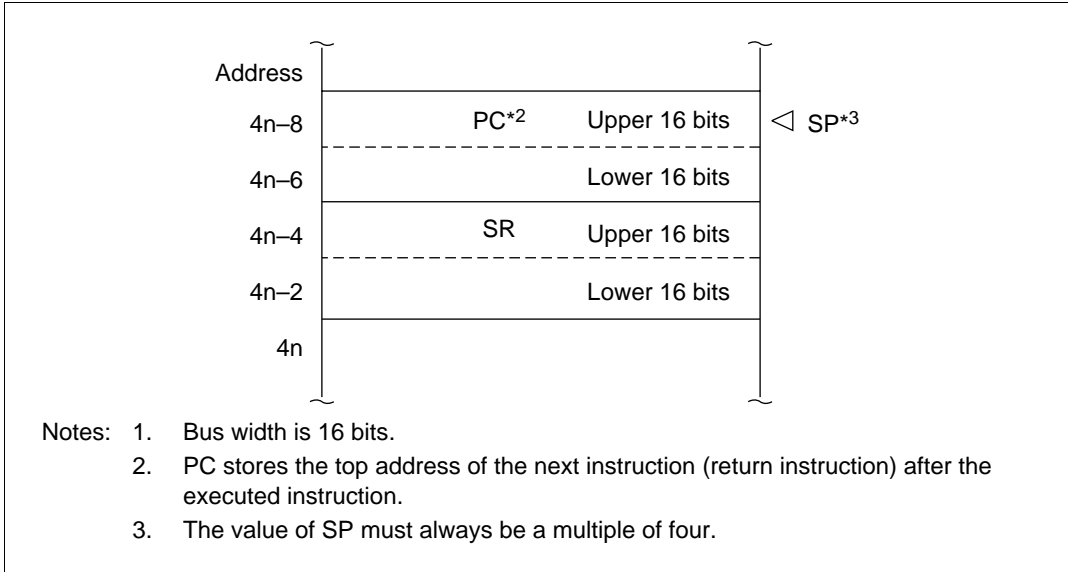 Address
4n–8 PC*2 Upper 16 bits ◁ SP*3
4n–6 Lower 16 bits
4n–4 SR Upper 16 bits
4n–2 Lower 16 bits
4n
Notes: 1. Bus width is 16 bits.
2. PC stores the top address of the next instruction (return instruction) after the
executed instruction.
3. The value of SP must always be a multiple of four.